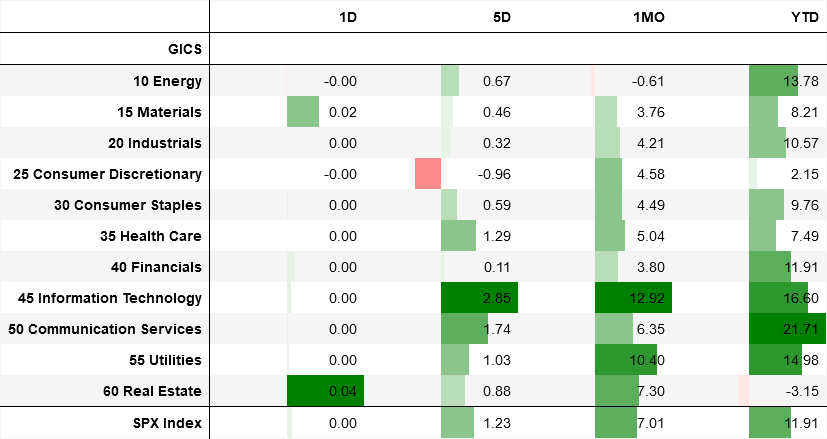 1D 5D 1MO YTD
GICS
10 Energy -0.00 0.67 -0.61 13.78
15 Materials 0.02 0.46 3.76 8.21
20 Industrials 0.00 0.32 4.21 10.57
25 Consumer Discretionary -0.00 -0.96 4.58 2.15
30 Consumer Staples 0.00 0.59 4.49 9.76
35 Health Care 0.00 1.29 5.04 7.49
40 Financials 0.00 0.11 3.80 11.91
45 Information Technology 0.00 2.85 12.92 16.60
50 Communication Services 0.00 1.74 6.35 21.71
55 Utilities 0.00 1.03 10.40 14.98
60 Real Estate 0.04 0.88 7.30 -3.15
SPX Index 0.00 1.23 7.01 11.91